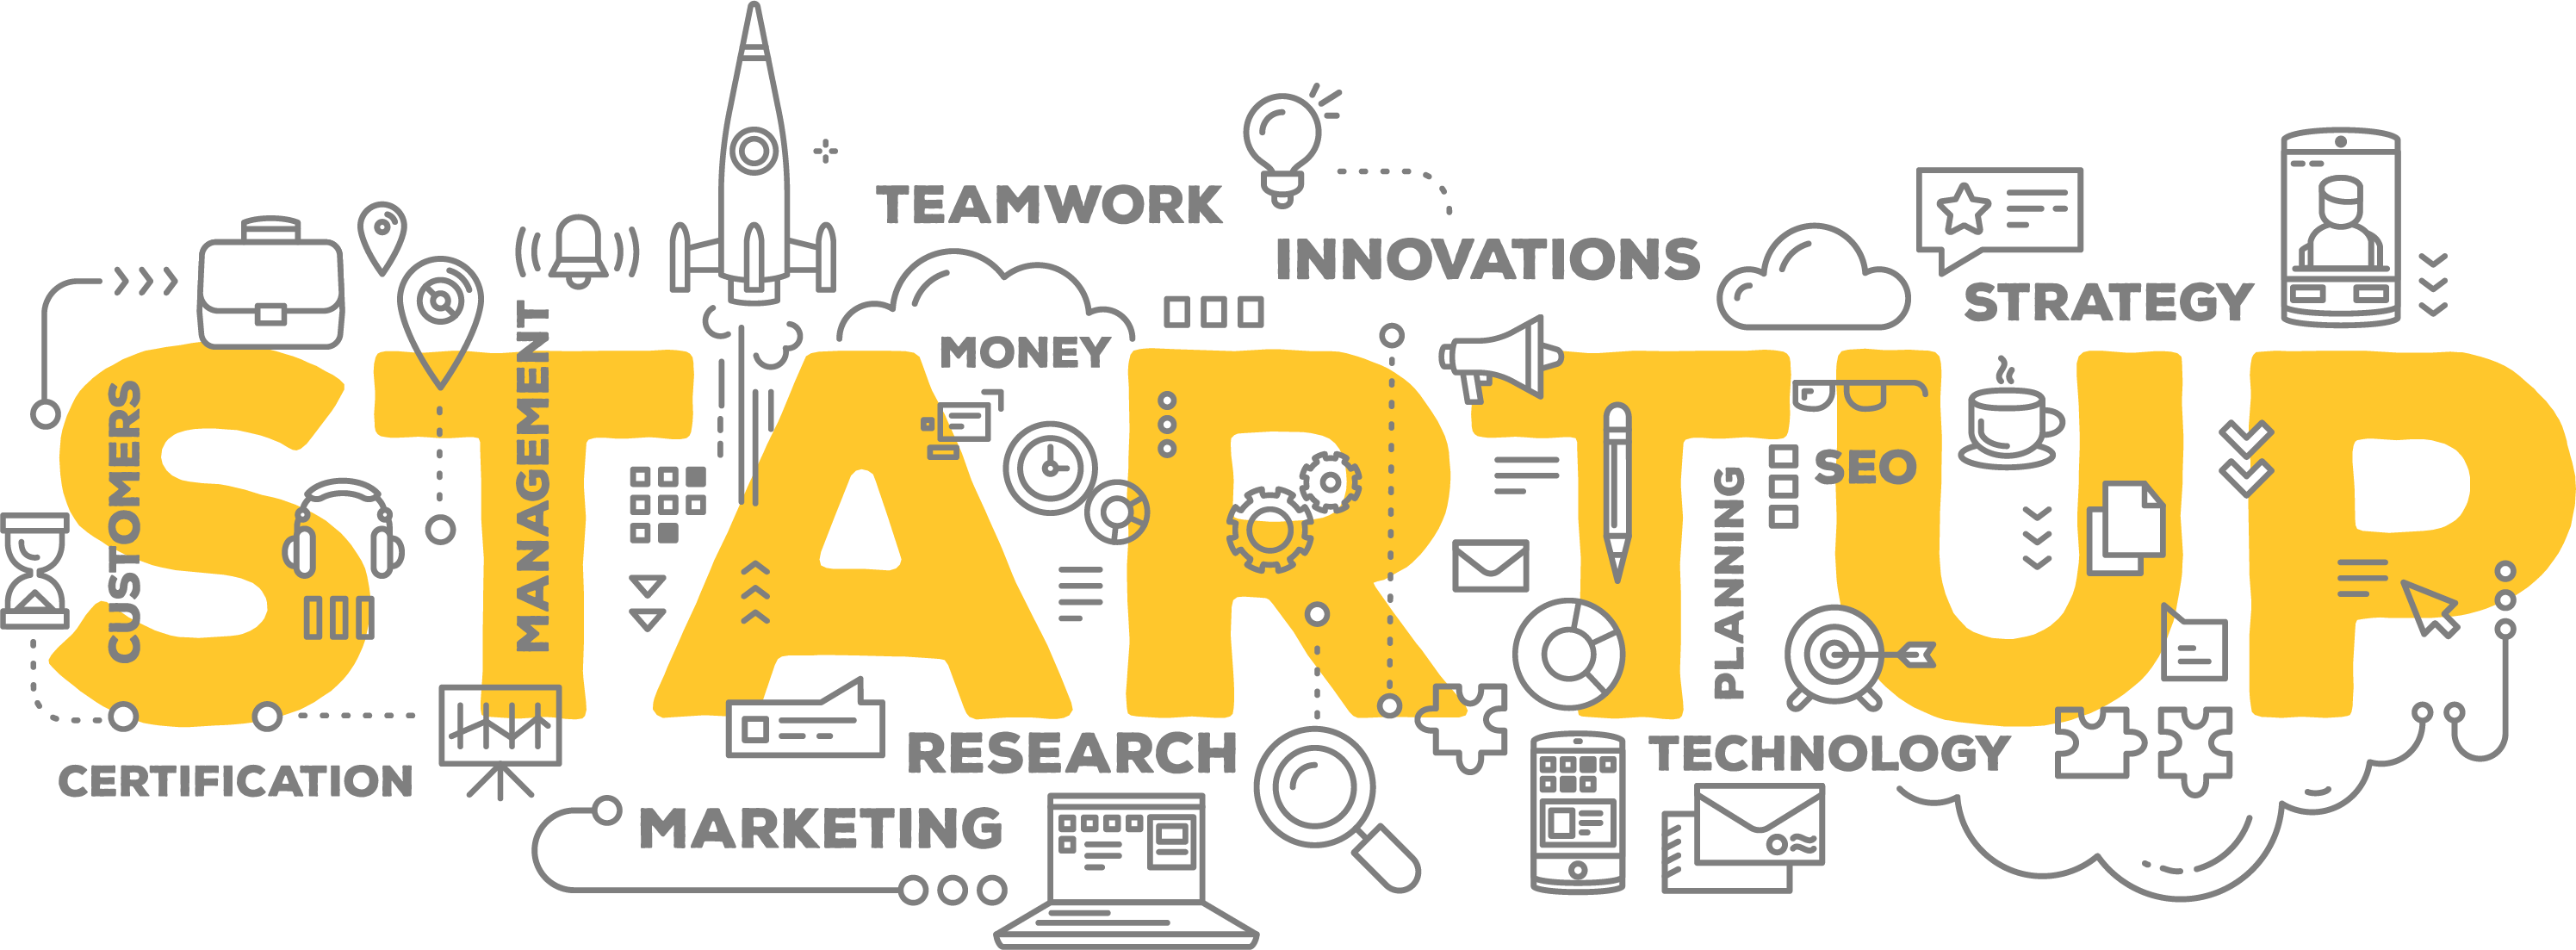 TEAMWORK
INNOVATIONS
STRATEGY
MONEY
CUSTOMERS
MANAGEMENT
STARTUP
SEO
PLANNING
RESEARCH
TECHNOLOGY
CERTIFICATION
MARKETING